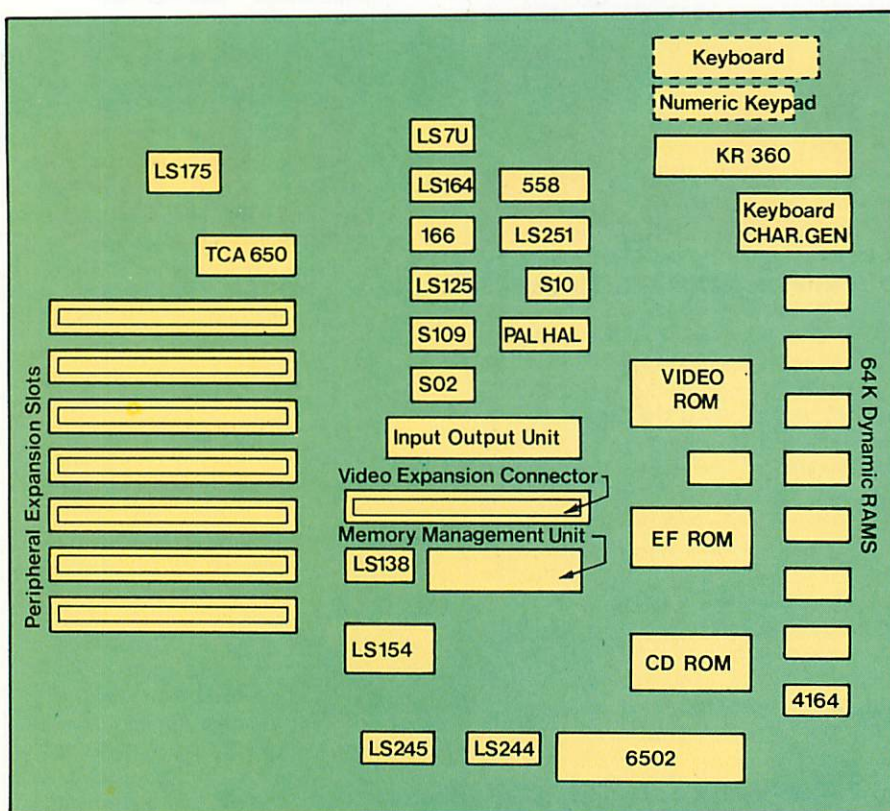 Keyboard
Numeric Keypad
KR 360
Keyboard
CHAR.GEN
LS7U
LS175
LS164
558
166
LS251
TCA 650
LS125
S10
S109
PAL HAL
S02
VIDEO
ROM
Input Output Unit
Video Expansion Connector
Memory Management Unit
EF ROM
LS138
LS154
CD ROM
4164
LS245
LS244
6502
Peripheral Expansion Slots
64K Dynamic RAMS